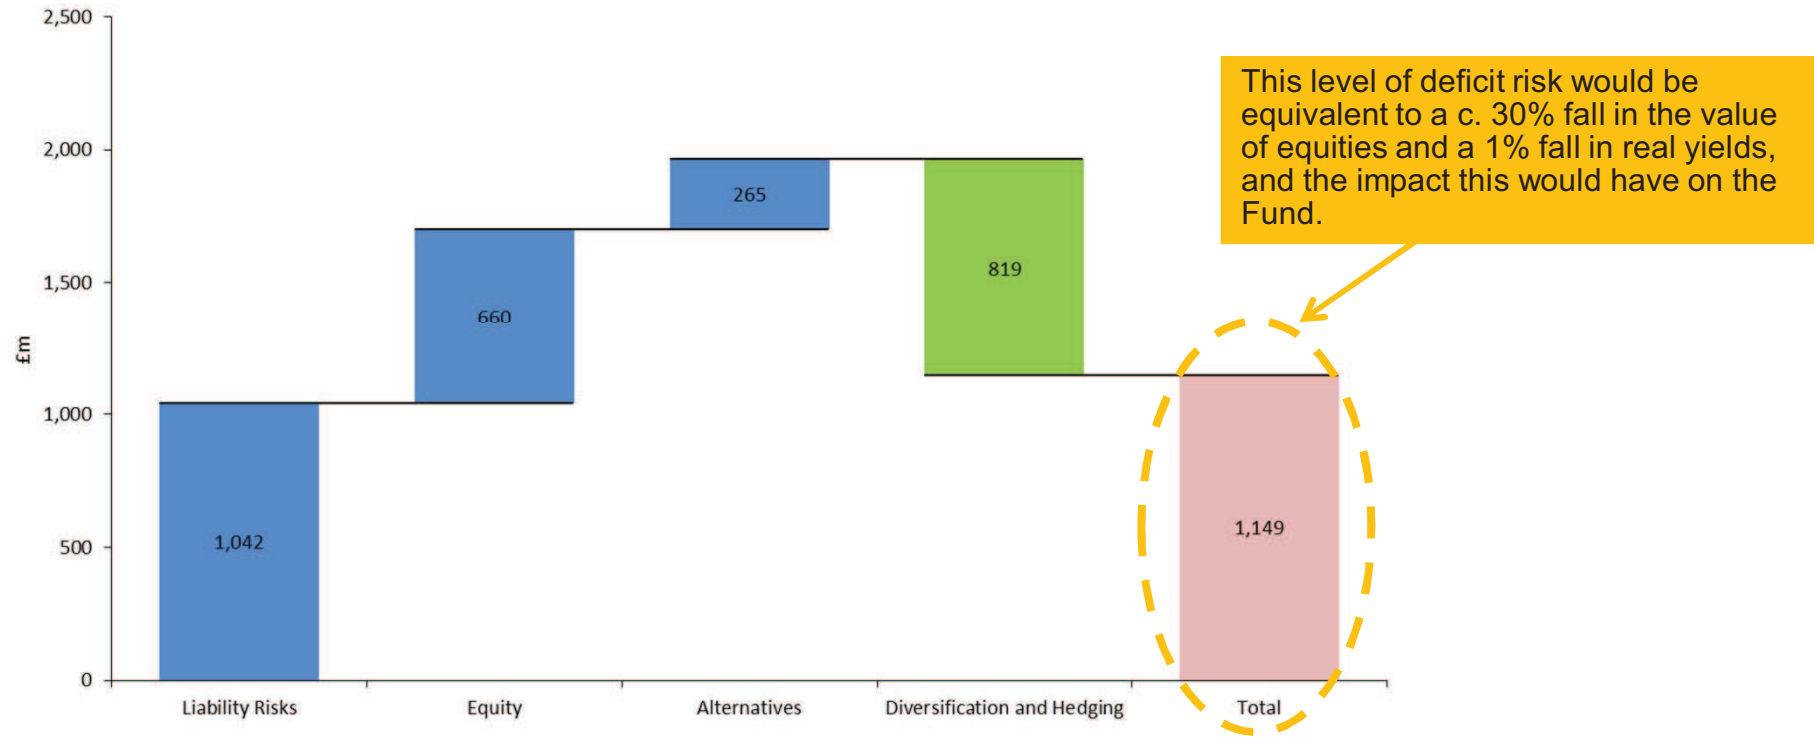 2,500
2,000
1,500
1,000
500
0
£m
1,042
660
265
819
1,149
Liability Risks
Equity
Alternatives
Diversification and Hedging
Total
This level of deficit risk would be
equivalent to a c. 30% fall in the value
of equities and a 1% fall in real yields,
and the impact this would have on the
Fund.